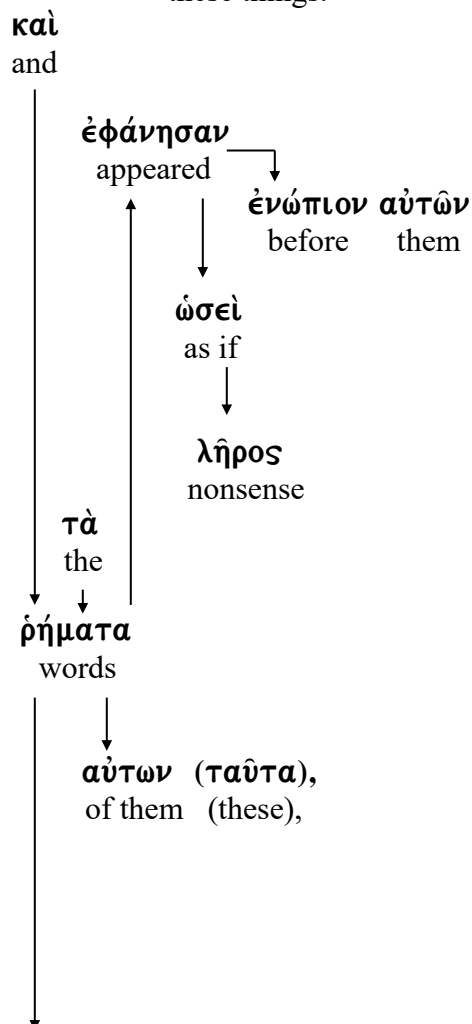 these things.
καὶ
and
ἐφάνησαν
appeared
ἐνώπιον αὐτῶν
before them
ὡσεὶ
as if
λῆρος
nonsense
τὰ
the
ῥήματα
words
αὐτων (ταῦτα),
of them (these),